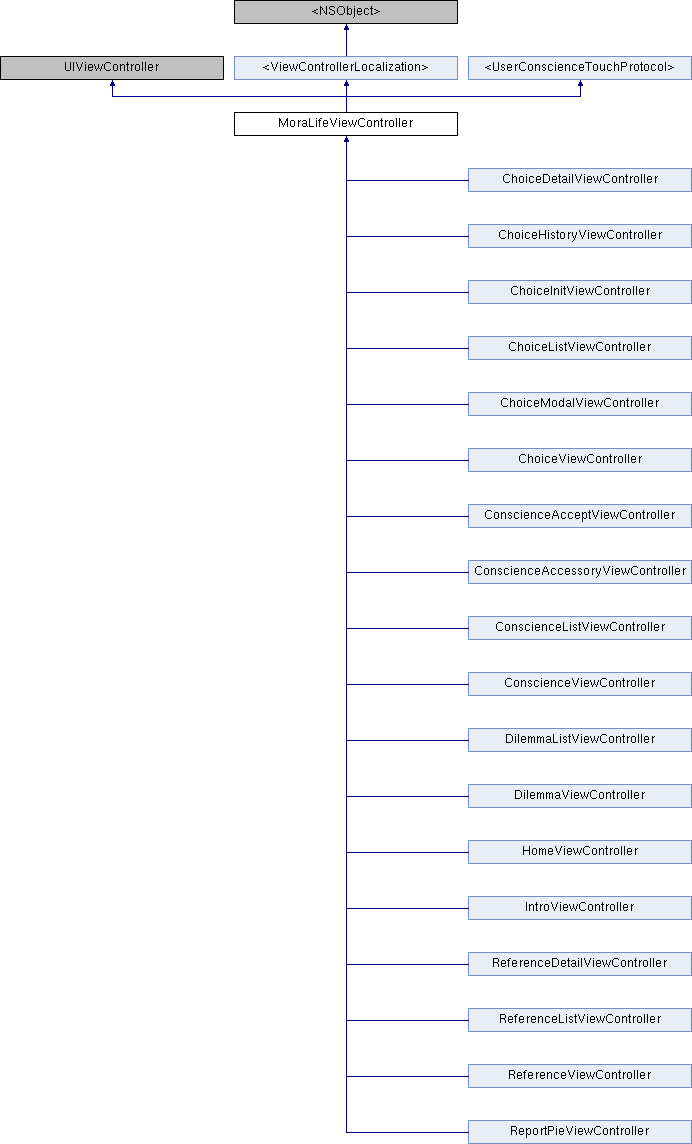 <NSObject>
UIViewController
<ViewControllerLocalization>
<UserConscienceTouchProtocol>
MoraLifeViewController
ChoiceDetailViewController
ChoiceHistoryViewController
ChoiceInitViewController
ChoiceListViewController
ChoiceModalViewController
ChoiceViewController
ConscienceAcceptViewController
ConscienceAccessoryViewController
ConscienceListViewController
ConscienceViewController
DilemmaListViewController
DilemmaViewController
HomeViewController
IntroViewController
ReferenceDetailViewController
ReferenceListViewController
ReferenceViewController
ReportPieViewController